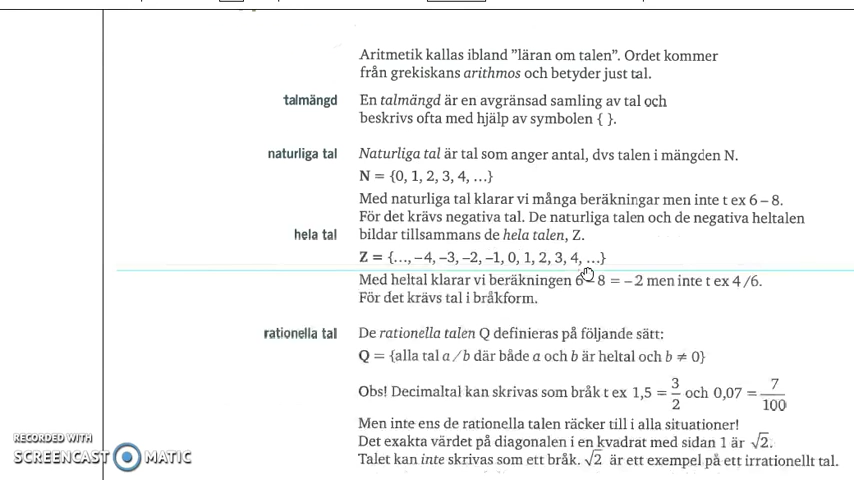 Aritmetik kallas ibland ”läran om talen”. Ordet kommer
från grekiskans arithmos och betyder just tal.
talmängd En talmängd är en avgränsad samling av tal och
beskrivs ofta med hjälp av symbolen { }.
naturliga tal Naturliga tal är tal som anger antal, dvs talen i mängden N.
N = {0, 1, 2, 3, 4, …}
Med naturliga tal klarar vi många beräkningar men inte t ex 6 – 8.
För det krävs negativa tal. De naturliga talen och de negativa heltalen
hela tal bildar tillsammans de hela talen, Z.
Z = {…, –4, –3, –2, –1, 0, 1, 2, 3, 4, …}
Med heltal klarar vi beräkningen 6 – 8 = –2 men inte t ex 4/6.
För det krävs tal i bråkform.
rationella tal De rationella talen Q definieras på följande sätt:
Q = {alla tal a/b där både a och b är heltal och b ≠ 0}
Obs! Decimaltal kan skrivas som bråk t ex 1,5 = 3/2 och 0,07 = 7/100
Men inte ens de rationella talen räcker till i alla situationer!
Det exakta värdet på diagonalen i en kvadrat med sidan 1 är √2.
Talet kan inte skrivas som ett bråk. √2 är ett exempel på ett irrationellt tal.
RECORDED WITH
SCREENCAST MATIC